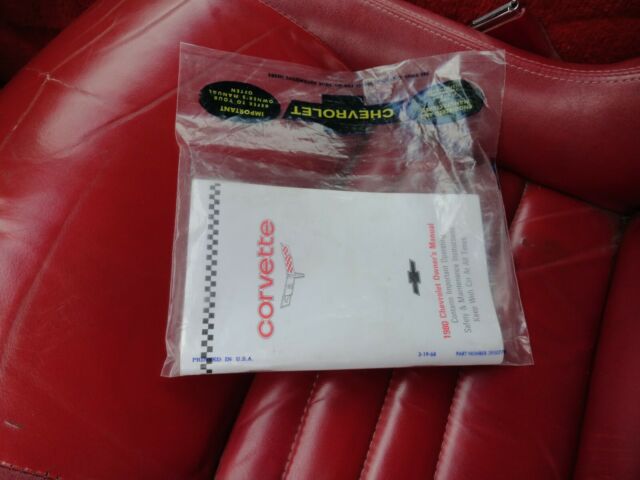 IMPORTANT
REFER TO YOUR
OWNER'S MANUAL
OFTEN
CHEVROLET
corvette
1980 Chevrolet Owner's Manual
Contains Important Operating
Safety & Maintenance Instructions
Keep With Car At All Times
PRINTED IN U.S.A.
PART NUMBER